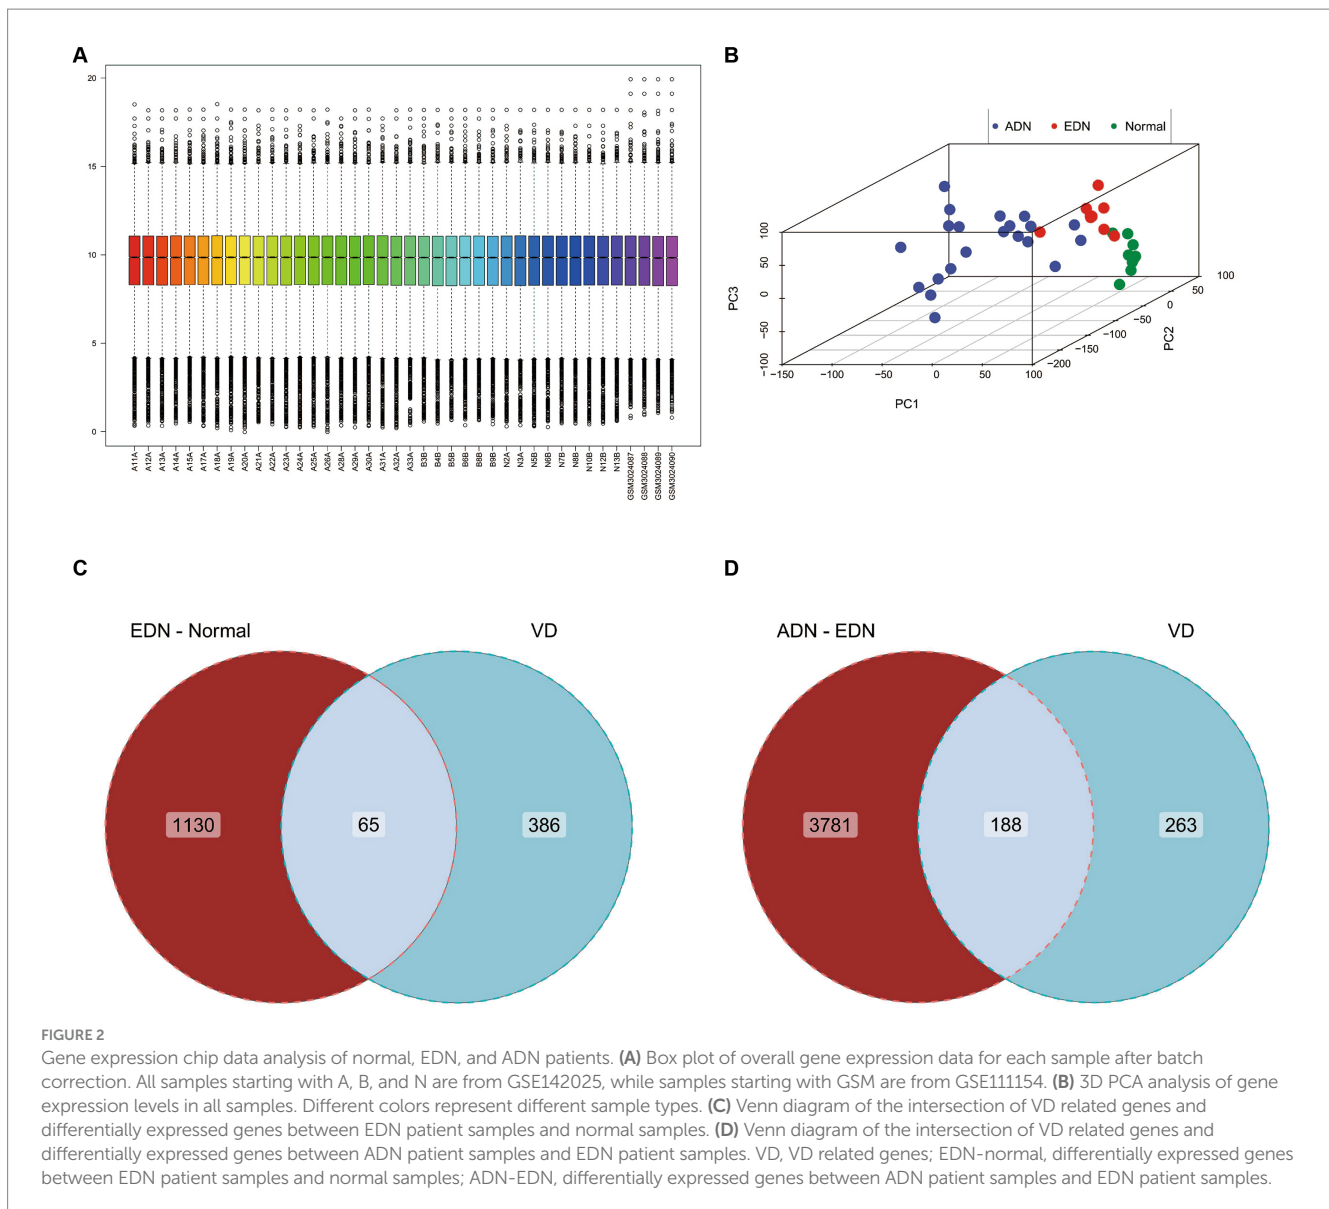 A
20
15
10
5
0
A11A
A12A
A13A
A14A
A15A
A17A
A18A
A19A
A20A
A21A
A22A
A23A
A24A
A25A
A26A
A28A
A29A
A30A
A31A
A32A
A33A
B3B
B4B
B5B
B6B
B8B
B9B
N2A
N3A
N5B
N6B
N7B
N8B
N10B
N12B
N13B
GSM3024087
GSM3024088
GSM3024089
GSM3024090
B
ADN EDN Normal
PC3
100
50
0
−50
−100
−150 −100 −50 0 50 100
PC1
−200
−150
−100
−50
0
50
100
PC2
C
EDN - Normal VD
1130 65 386
D
ADN - EDN VD
3781 188 263
FIGURE 2
Gene expression chip data analysis of normal, EDN, and ADN patients. (A) Box plot of overall gene expression data for each sample after batch
correction. All samples starting with A, B, and N are from GSE142025, while samples starting with GSM are from GSE111154. (B) 3D PCA analysis of gene
expression levels in all samples. Different colors represent different sample types. (C) Venn diagram of the intersection of VD related genes and
differentially expressed genes between EDN patient samples and normal samples. (D) Venn diagram of the intersection of VD related genes and
differentially expressed genes between ADN patient samples and EDN patient samples. VD, VD related genes; EDN-normal, differentially expressed genes
between EDN patient samples and normal samples; ADN-EDN, differentially expressed genes between ADN patient samples and EDN patient samples.